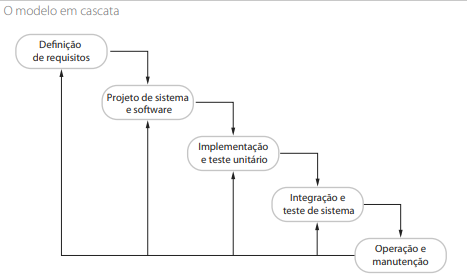 O modelo em cascata
Definição
de requisitos
Projeto de sistema
e software
Implementação
e teste unitário
Integração e
teste de sistema
Operação e
manutenção